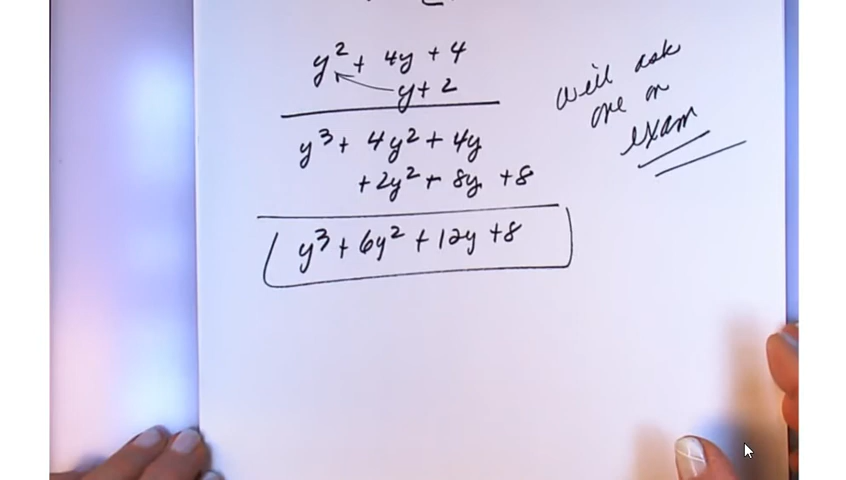 y² + 4y + 4
y + 2
y³ + 4y² + 4y
+ 2y² + 8y + 8
y³ + 6y² + 12y + 8
will ask
one on
exam